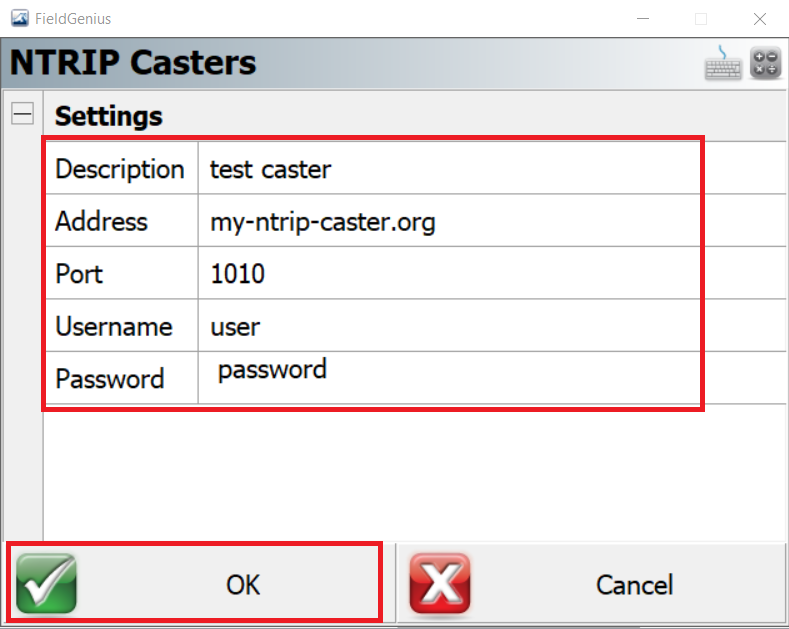 FieldGenius
NTRIP Casters
Settings
Description test caster
Address my-ntrip-caster.org
Port 1010
Username user
Password password
OK Cancel